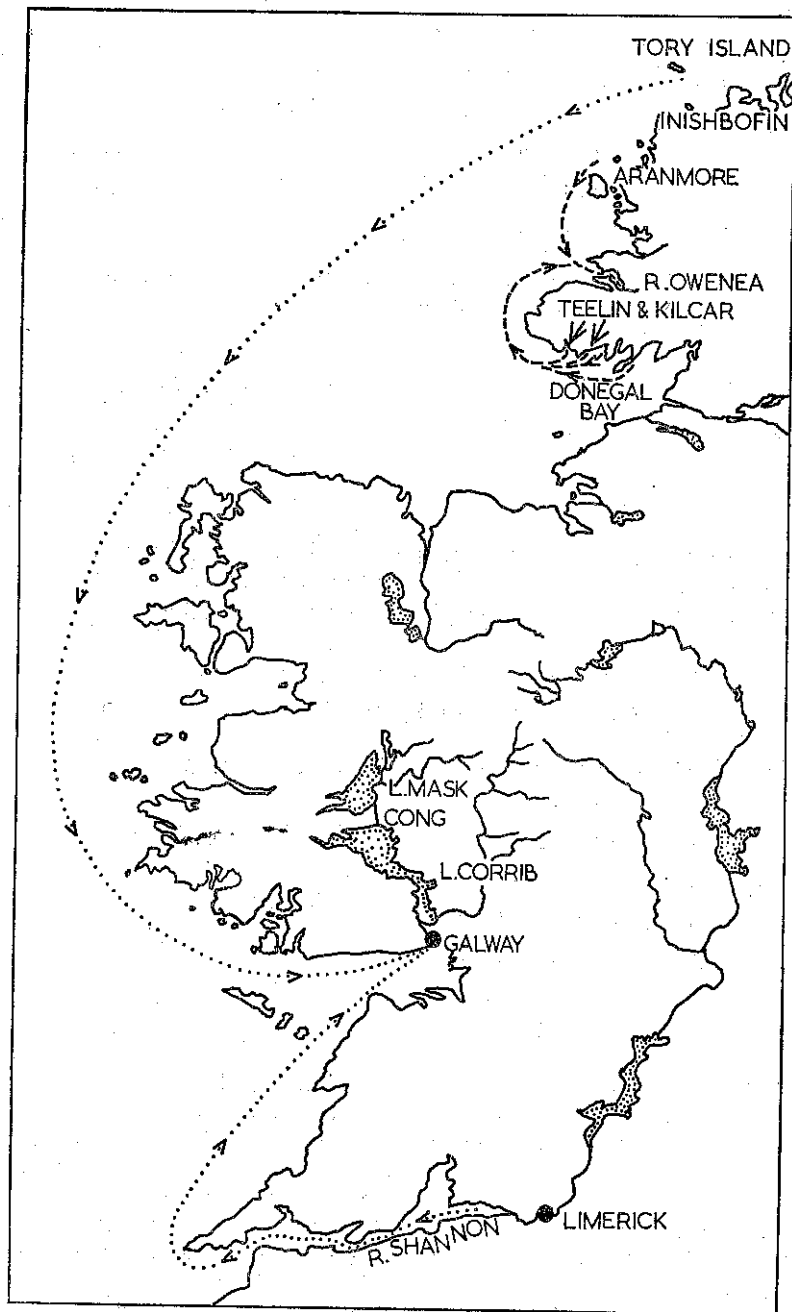 TORY ISLAND
INISHBOFIN
ARANMORE
R. OWENEA
TEELIN & KILCAR
DONEGAL
BAY
L. MASK
CONG
L. CORRIB
GALWAY
LIMERICK
R. SHANNON